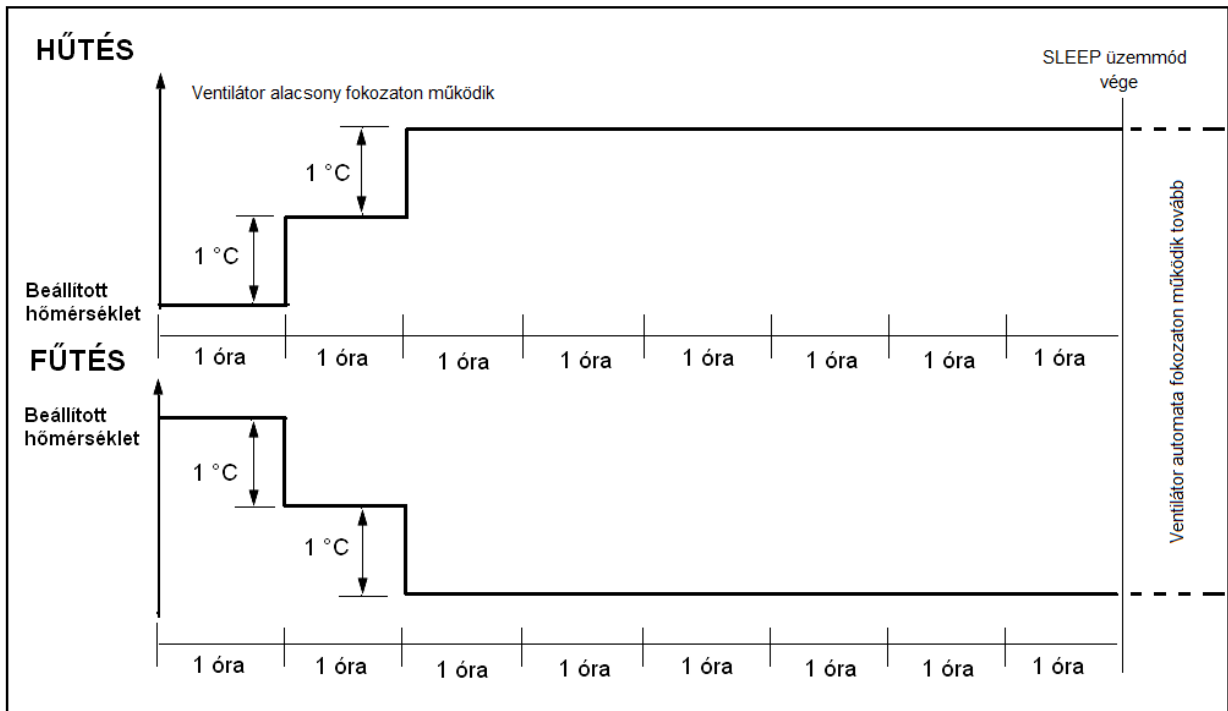 HŰTÉS
SLEEP üzemmód
vége
Ventilátor alacsony fokozaton működik
1 °C
1 °C
Beállított
hőmérséklet
1 óra 1 óra 1 óra 1 óra 1 óra 1 óra 1 óra 1 óra
FŰTÉS
Beállított
hőmérséklet
1 °C
1 °C
1 óra 1 óra 1 óra 1 óra 1 óra 1 óra 1 óra 1 óra
Ventilátor automata fokozaton működik tovább